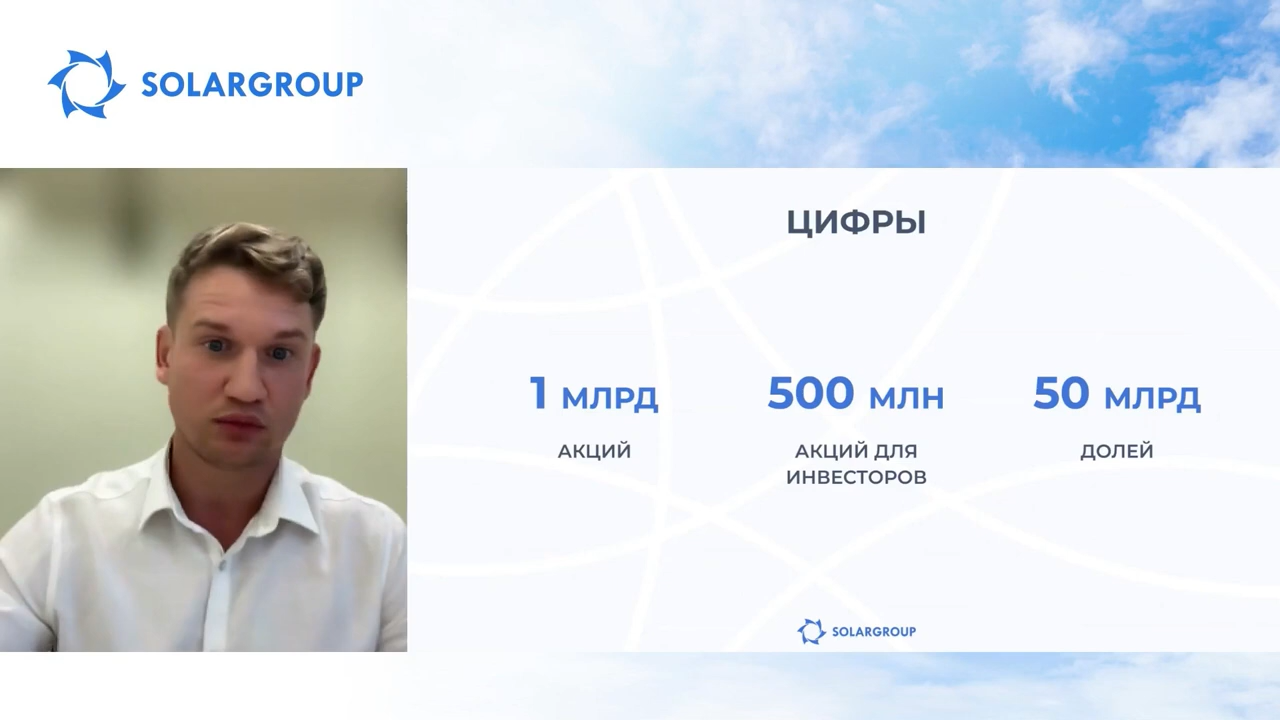 SOLARGROUP
ЦИФРЫ
1 МЛРД
АКЦИЙ
500 МЛН
АКЦИЙ ДЛЯ
ИНВЕСТОРОВ
50 МЛРД
ДОЛЕЙ
SOLARGROUP